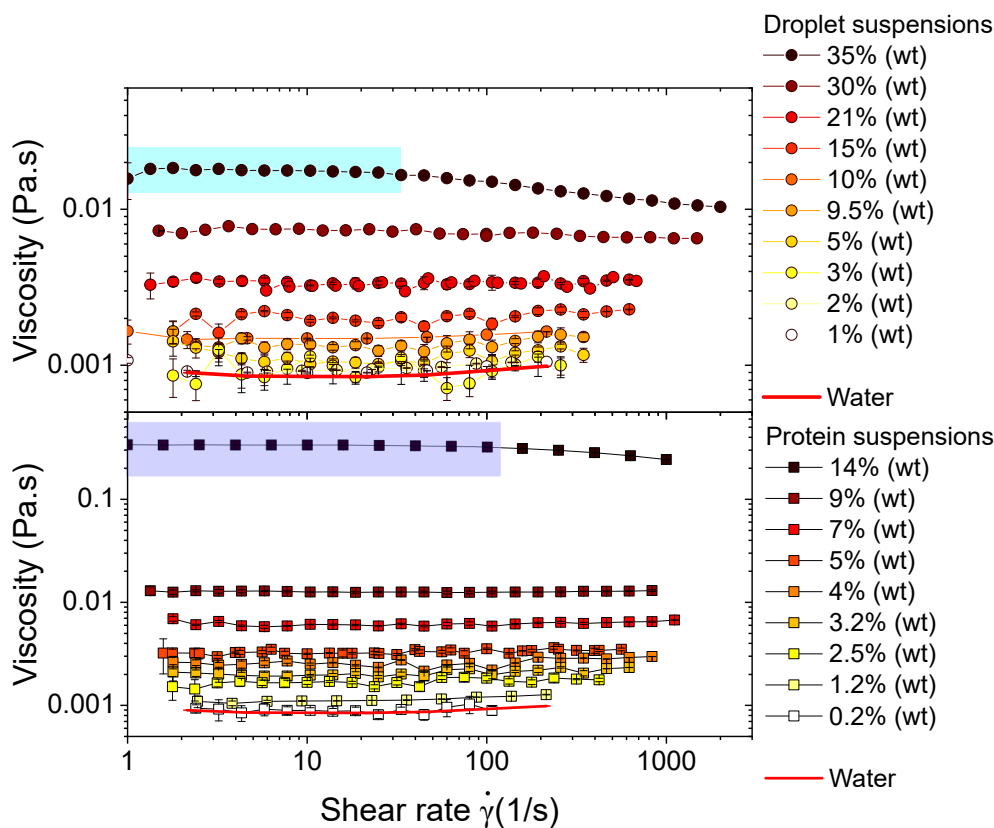 Droplet suspensions
35% (wt)
30% (wt)
21% (wt)
15% (wt)
10% (wt)
9.5% (wt)
5% (wt)
3% (wt)
2% (wt)
1% (wt)
Water
Viscosity (Pa.s)
0.01
0.001
Protein suspensions
14% (wt)
9% (wt)
7% (wt)
5% (wt)
4% (wt)
3.2% (wt)
2.5% (wt)
1.2% (wt)
0.2% (wt)
Water
Viscosity (Pa.s)
0.1
0.01
0.001
1 10 100 1000
Shear rate γ̇(1/s)